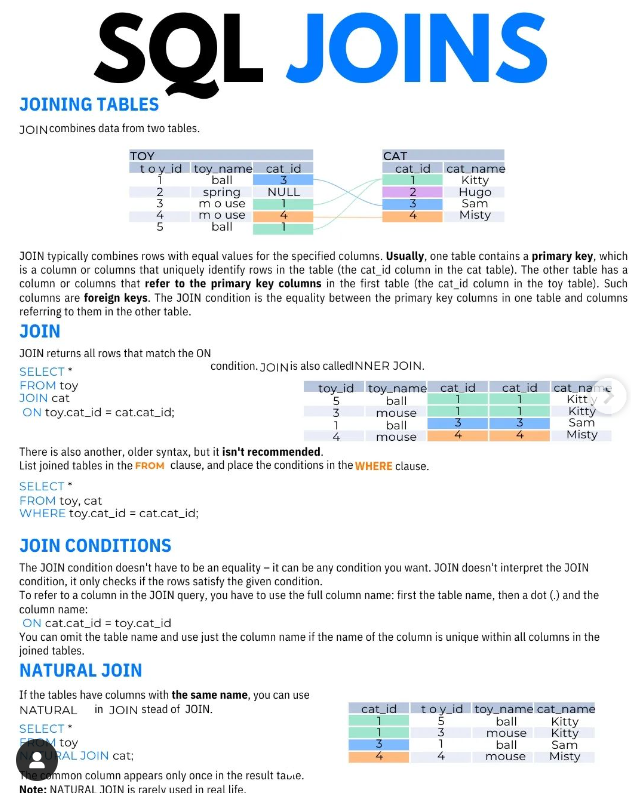 SQL JOINS
JOINING TABLES
JOIN combines data from two tables.
TOY
toy_id toy_name cat_id
1 ball 3
2 spring NULL
3 mouse 1
4 mouse 4
5 ball 1
CAT
cat_id cat_name
1 Kitty
2 Hugo
3 Sam
4 Misty
JOIN typically combines rows with equal values for the specified columns. Usually, one table contains a primary key, which
is a column or columns that uniquely identify rows in the table (the cat_id column in the cat table). The other table has a
column or columns that refer to the primary key columns in the first table (the cat_id column in the toy table). Such
columns are foreign keys. The JOIN condition is the equality between the primary key columns in one table and columns
referring to them in the other table.
JOIN
JOIN returns all rows that match the ON
condition. JOIN is also called INNER JOIN.
SELECT *
FROM toy
JOIN cat
ON toy.cat_id = cat.cat_id;
toy_id toy_name cat_id cat_id cat_name
5 ball 1 1 Kitty
3 mouse 1 1 Kitty
1 ball 3 3 Sam
4 mouse 4 4 Misty
There is also another, older syntax, but it isn't recommended.
List joined tables in the FROM clause, and place the conditions in the WHERE clause.
SELECT *
FROM toy, cat
WHERE toy.cat_id = cat.cat_id;
JOIN CONDITIONS
The JOIN condition doesn't have to be an equality – it can be any condition you want. JOIN doesn't interpret the JOIN
condition, it only checks if the rows satisfy the given condition.
To refer to a column in the JOIN query, you have to use the full column name: first the table name, then a dot (.) and the
column name:
ON cat.cat_id = toy.cat_id
You can omit the table name and use just the column name if the name of the column is unique within all columns in the
joined tables.
NATURAL JOIN
If the tables have columns with the same name, you can use
NATURAL in JOIN stead of JOIN.
SELECT *
FROM toy
NATURAL JOIN cat;
cat_id toy_id toy_name cat_name
1 5 ball Kitty
1 3 mouse Kitty
3 1 ball Sam
4 4 mouse Misty
The common column appears only once in the result table.
Note: NATURAL JOIN is rarely used in real life.